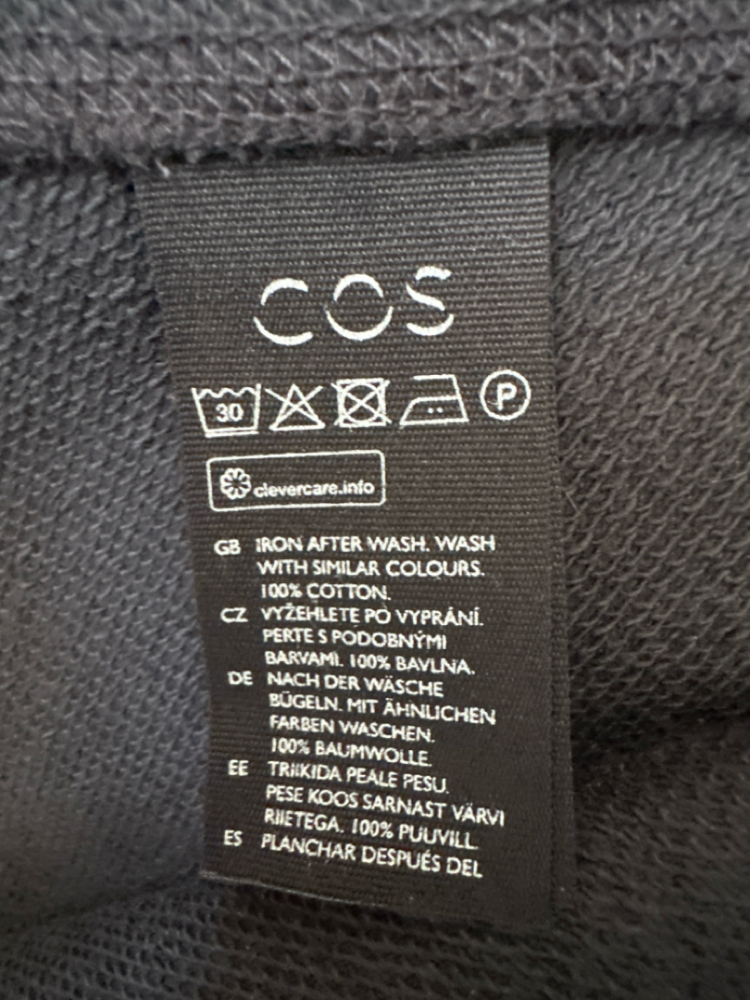 COS
30
P
clevercare.info
GB IRON AFTER WASH. WASH
WITH SIMILAR COLOURS.
100% COTTON.
CZ VYŽEHLETE PO VYPRÁNÍ.
PERTE S PODOBNÝMI
BARVAMI. 100% BAVLNA.
DE NACH DER WÄSCHE
BÜGELN. MIT ÄHNLICHEN
FARBEN WASCHEN.
100% BAUMWOLLE.
EE TRIIKIDA PEALE PESU.
PESE KOOS SARNAST VÄRVI
RIIETEGA. 100% PUUVILL
ES PLANCHAR DESPUÉS DEL